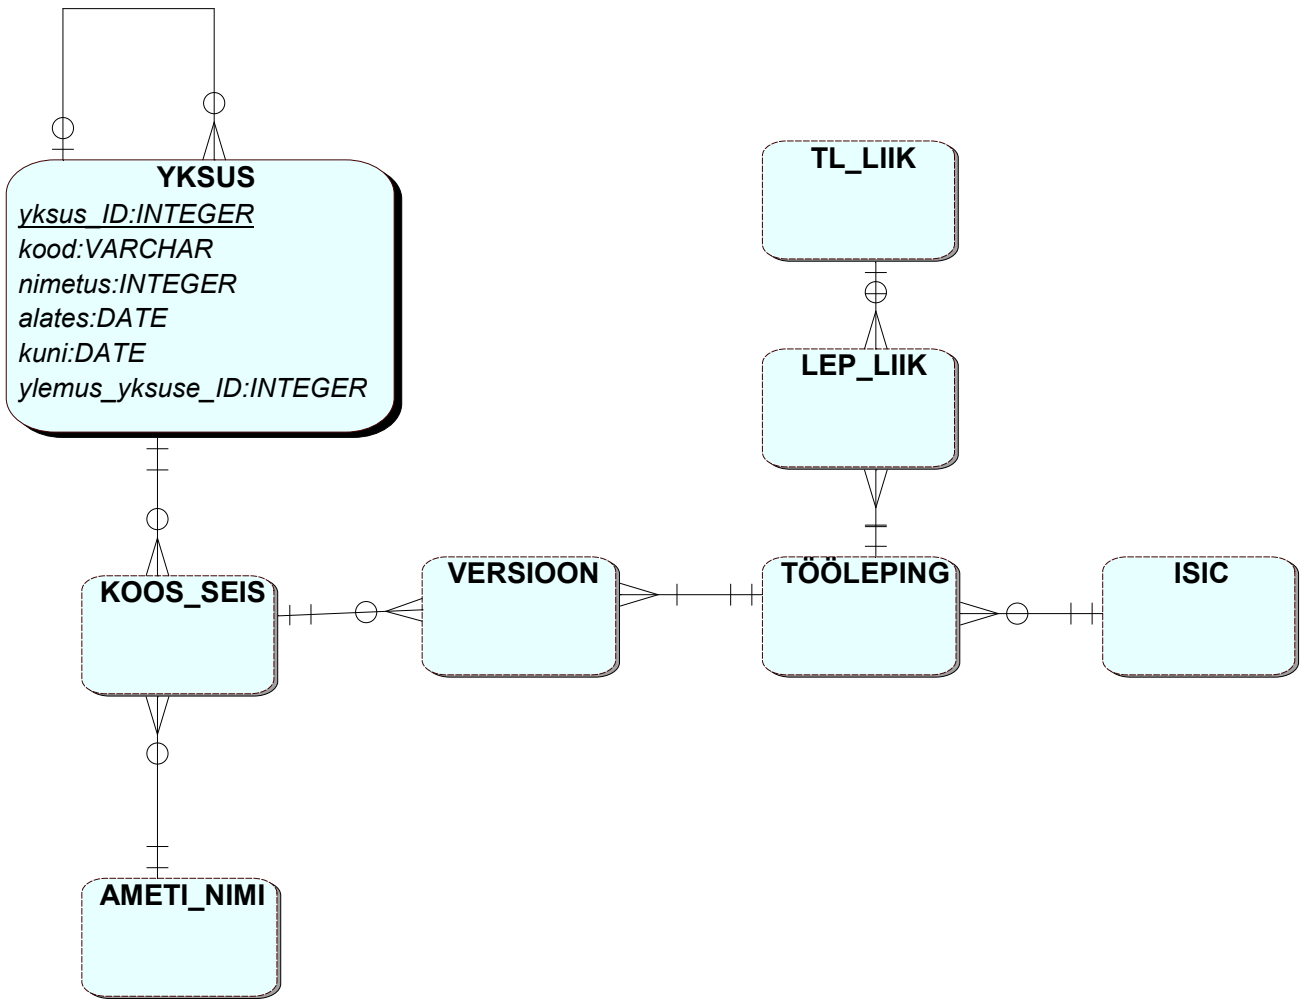 YKSUS
yksus_ID:INTEGER
kood:VARCHAR
nimetus:INTEGER
alates:DATE
kuni:DATE
ylemus_yksuse_ID:INTEGER
TL_LIIK
LEP_LIIK
KOOS_SEIS
VERSIOON
TÖÖLEPING
ISIC
AMETI_NIMI